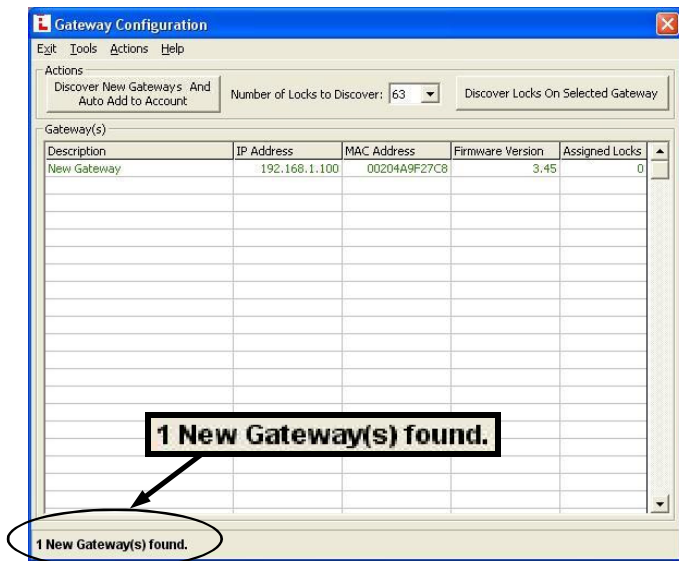 Gateway Configuration
Exit Tools Actions Help
Actions
Discover New Gateways And
Auto Add to Account
Number of Locks to Discover: 63
Discover Locks On Selected Gateway
Gateway(s)
Description IP Address MAC Address Firmware Version Assigned Locks
New Gateway 192.168.1.100 00204A9F27C8 3.45 0
1 New Gateway(s) found.
1 New Gateway(s) found.